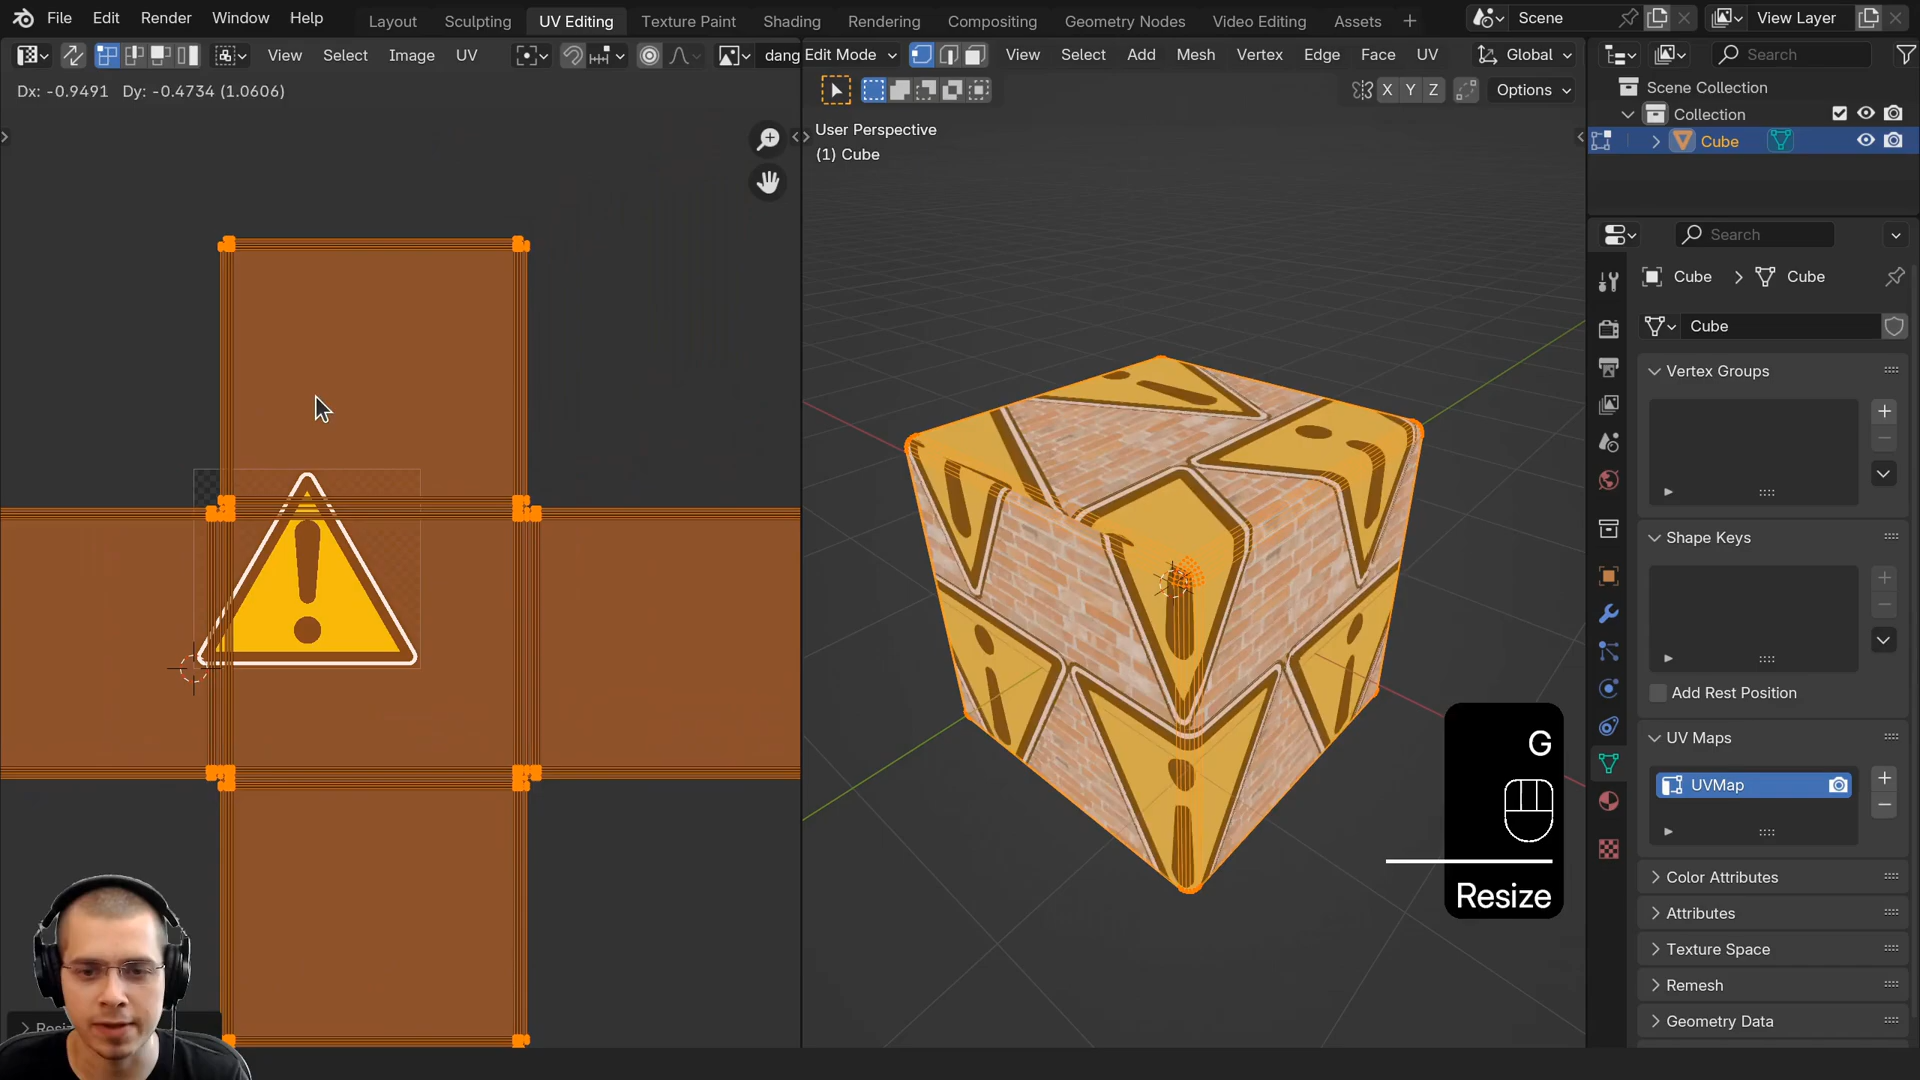 File Edit Render Window Help Layout Sculpting UV Editing Texture Paint Shading Rendering Compositing Geometry Nodes Video Editing Assets Scene View Layer
View Select Image UV dang Edit Mode View Select Add Mesh Vertex Edge Face UV Global Search
Dx: -0.9491 Dy: -0.4734 (1.0606)
X Y Z Options
Scene Collection
Collection
Cube
User Perspective
(1) Cube
Search
Cube Cube
Cube
Vertex Groups
Shape Keys
Add Rest Position
UV Maps
UVMap
Color Attributes
Attributes
Texture Space
Remesh
Geometry Data
G
Resize